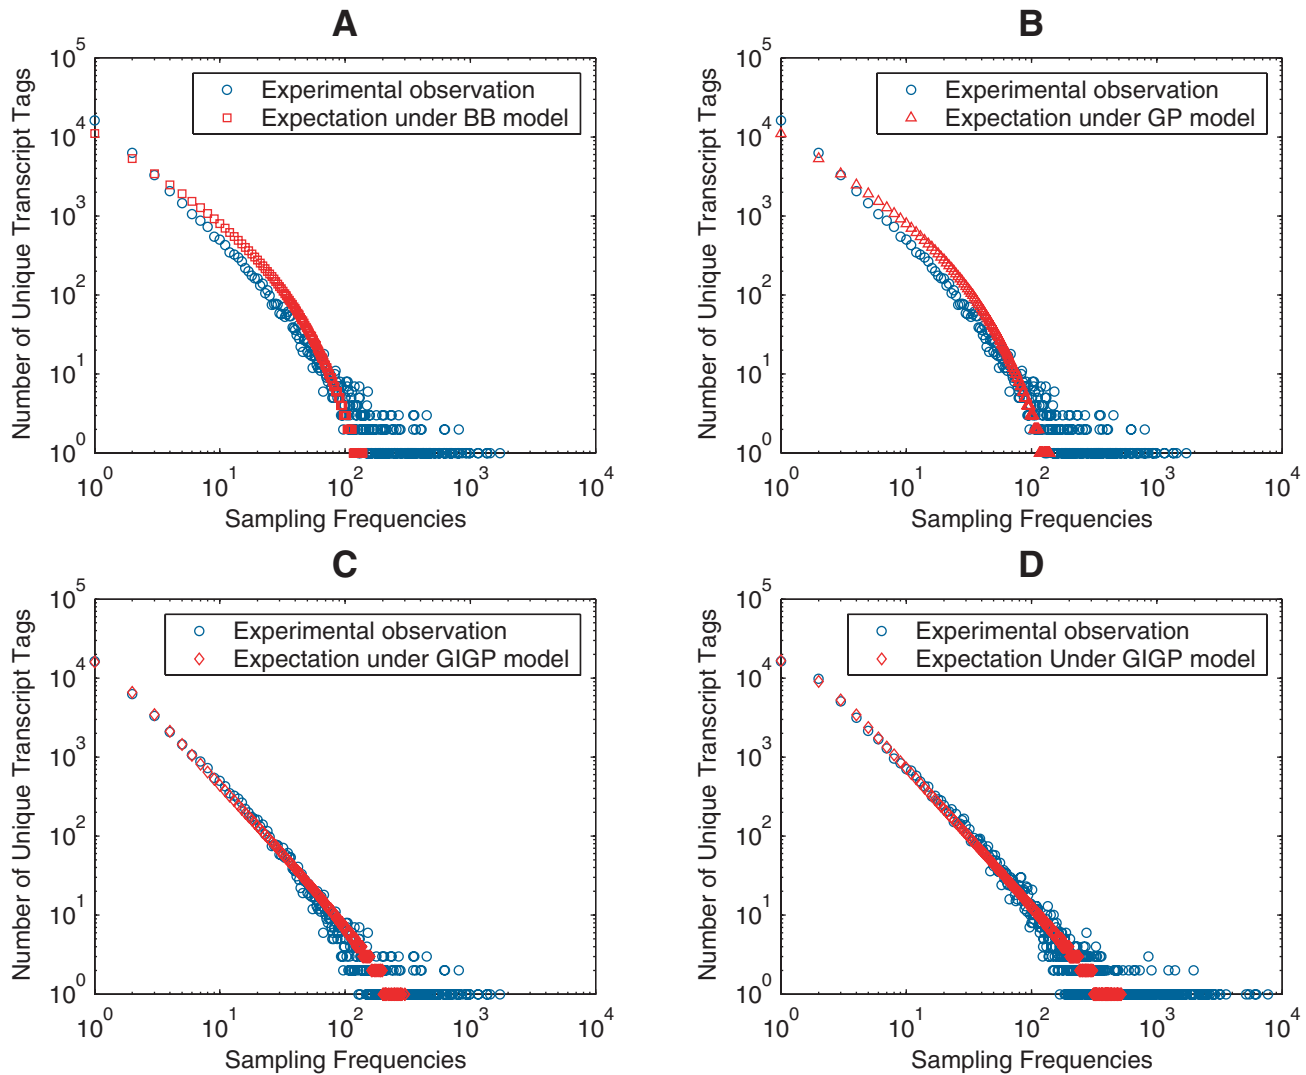 A
10^5
10^4
10^3
10^2
10^1
10^0
Number of Unique Transcript Tags
Experimental observation
Expectation under BB model
10^0
10^1
10^2
10^3
10^4
Sampling Frequencies
B
10^5
10^4
10^3
10^2
10^1
10^0
Number of Unique Transcript Tags
Experimental observation
Expectation under GP model
10^0
10^1
10^2
10^3
10^4
Sampling Frequencies
C
10^5
10^4
10^3
10^2
10^1
10^0
Number of Unique Transcript Tags
Experimental observation
Expectation under GIGP model
10^0
10^1
10^2
10^3
10^4
Sampling Frequencies
D
10^5
10^4
10^3
10^2
10^1
10^0
Number of Unique Transcript Tags
Experimental observation
Expectation Under GIGP model
10^0
10^1
10^2
10^3
10^4
Sampling Frequencies